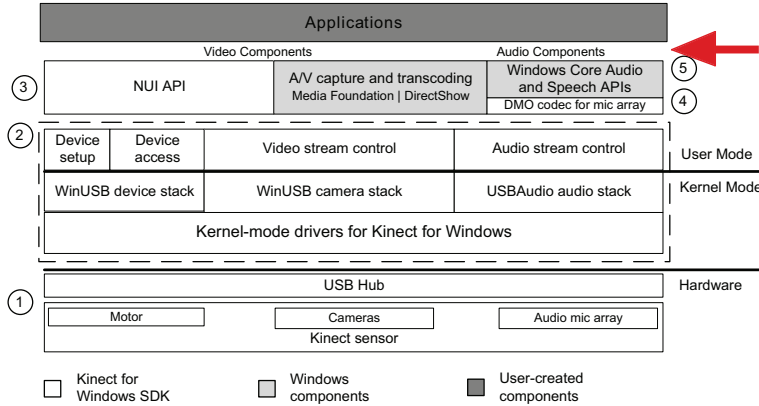 Applications
Video Components
Audio Components
3
NUI API
A/V capture and transcoding
Media Foundation | DirectShow
Windows Core Audio
and Speech APIs
5
DMO codec for mic array
4
2
Device
setup
Device
access
Video stream control
Audio stream control
User Mode
WinUSB device stack
WinUSB camera stack
USBAudio audio stack
Kernel Mode
Kernel-mode drivers for Kinect for Windows
1
USB Hub
Hardware
Motor
Cameras
Audio mic array
Kinect sensor
Kinect for
Windows SDK
Windows
components
User-created
components